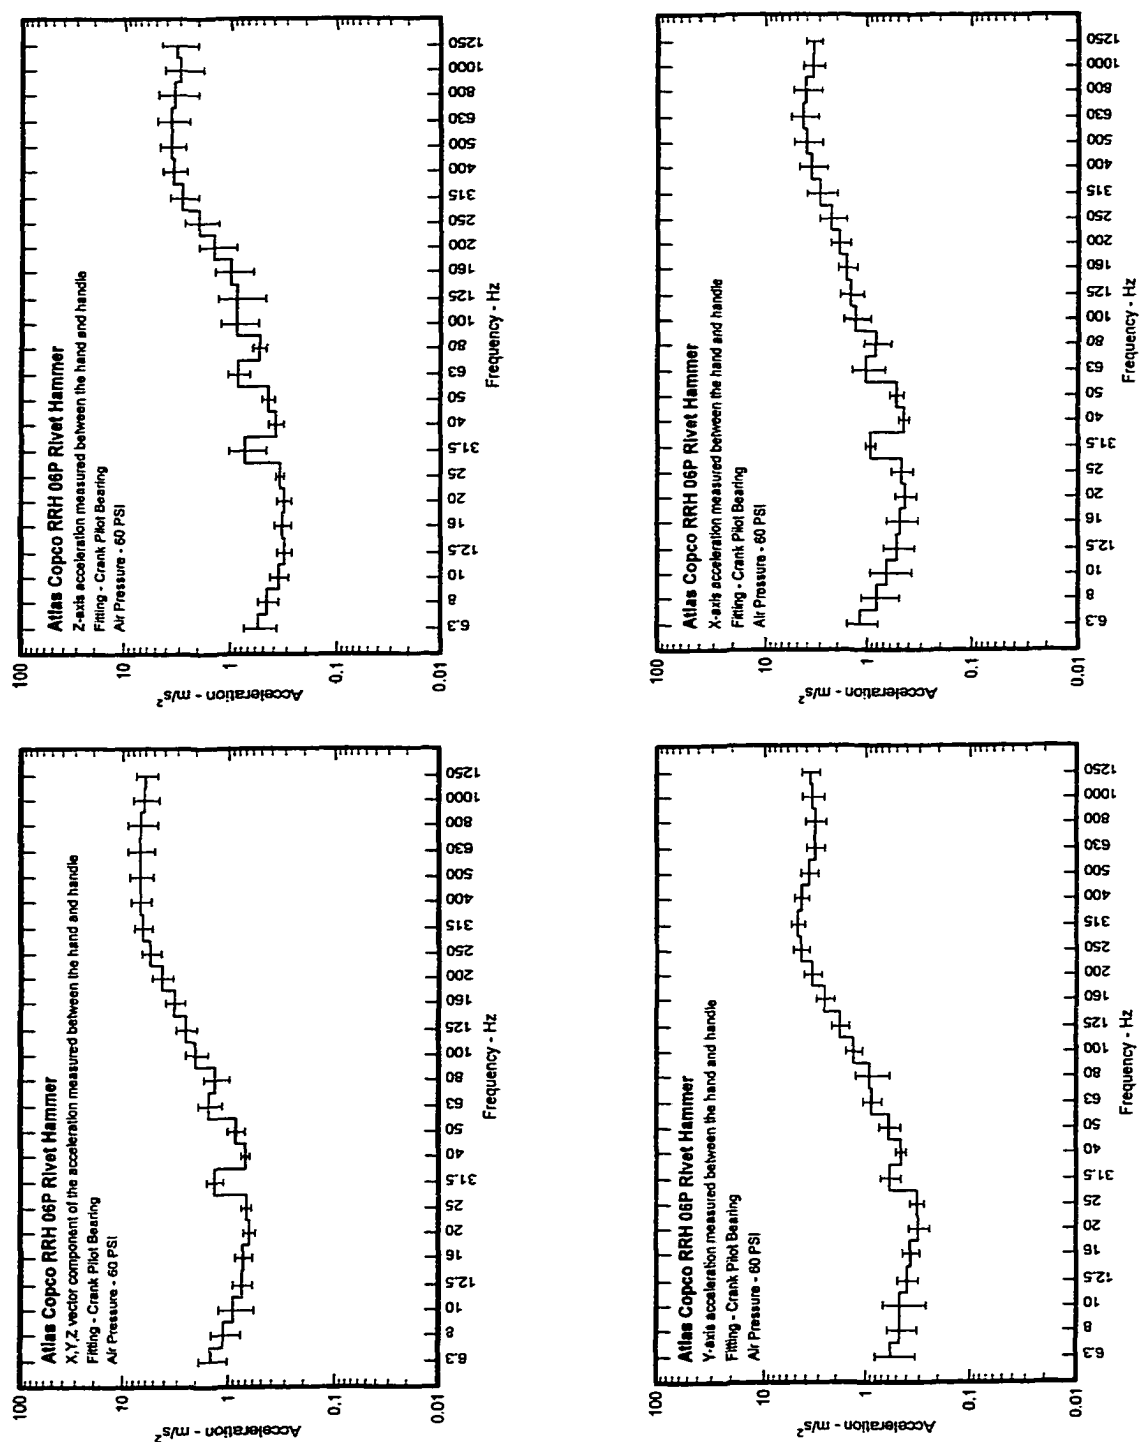 Atlas Copco RRH 06P Rivet Hammer
X,Y,Z vector component of the acceleration measured between the hand and handle
Fitting - Crank Pilot Bearing
Air Pressure - 60 PSI
Acceleration - m/s²
100
10
1
0.1
0.01
6.3 8 10 12.5 16 20 25 31.5 40 50 63 80 100 125 160 200 250 315 400 500 630 800 1000 1250
Frequency - Hz
Atlas Copco RRH 06P Rivet Hammer
Z-axis acceleration measured between the hand and handle
Fitting - Crank Pilot Bearing
Air Pressure - 60 PSI
Acceleration - m/s²
100
10
1
0.1
0.01
6.3 8 10 12.5 16 20 25 31.5 40 50 63 80 100 125 160 200 250 315 400 500 630 800 1000 1250
Frequency - Hz
Atlas Copco RRH 06P Rivet Hammer
Y-axis acceleration measured between the hand and handle
Fitting - Crank Pilot Bearing
Air Pressure - 60 PSI
Acceleration - m/s²
100
10
1
0.1
0.01
6.3 8 10 12.5 16 20 25 31.5 40 50 63 80 100 125 160 200 250 315 400 500 630 800 1000 1250
Frequency - Hz
Atlas Copco RRH 06P Rivet Hammer
X-axis acceleration measured between the hand and handle
Fitting - Crank Pilot Bearing
Air Pressure - 60 PSI
Acceleration - m/s²
100
10
1
0.1
0.01
6.3 8 10 12.5 16 20 25 31.5 40 50 63 80 100 125 160 200 250 315 400 500 630 800 1000 1250
Frequency - Hz